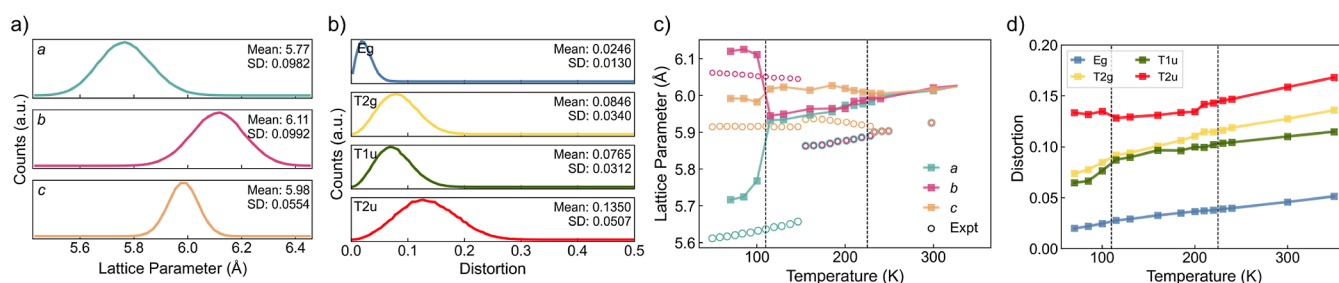 a)
a
Mean: 5.77
SD: 0.0982
b
Mean: 6.11
SD: 0.0992
c
Mean: 5.98
SD: 0.0554
Counts (a.u.)
5.6 5.8 6.0 6.2 6.4
Lattice Parameter (Å)
b)
Eg
Mean: 0.0246
SD: 0.0130
T2g
Mean: 0.0846
SD: 0.0340
T1u
Mean: 0.0765
SD: 0.0312
T2u
Mean: 0.1350
SD: 0.0507
Counts (a.u.)
0.0 0.1 0.2 0.3 0.4 0.5
Distortion
c)
6.1
6.0
5.9
5.8
5.7
5.6
Lattice Parameter (Å)
a
b
c
Expt
100 200 300
Temperature (K)
d)
0.20
0.15
0.10
0.05
0.00
Distortion
Eg T1u
T2g T2u
100 200 300
Temperature (K)